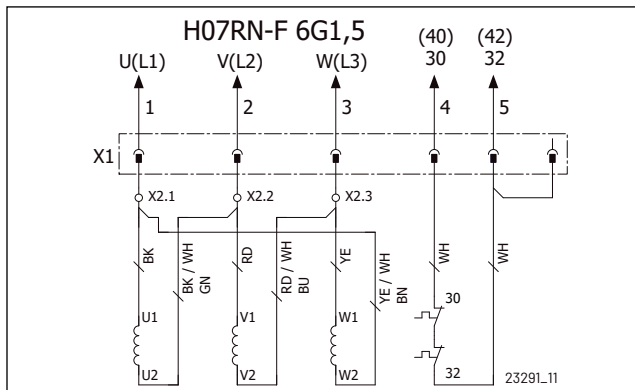 H07RN-F 6G1,5
(40) (42)
U(L1) V(L2) W(L3) 30 32
1 2 3 4 5
X1
X2.1 X2.2 X2.3
BK
BK / WH
GN
RD
RD / WH
BU
YE
YE / WH
BN
WH
WH
30
U1 V1 W1
U2 V2 W2 32
23291_11